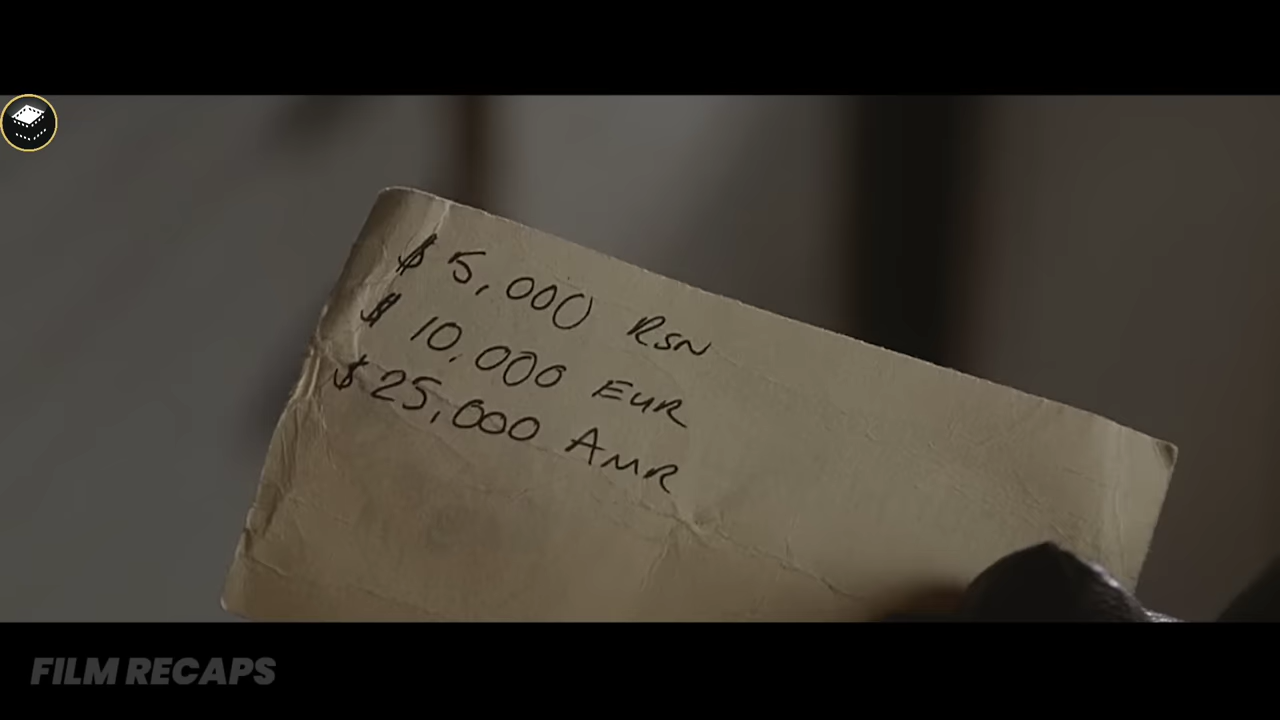 $ 5,000 RSN
$ 10,000 EUR
$ 25,000 AMR
FILM RECAPS